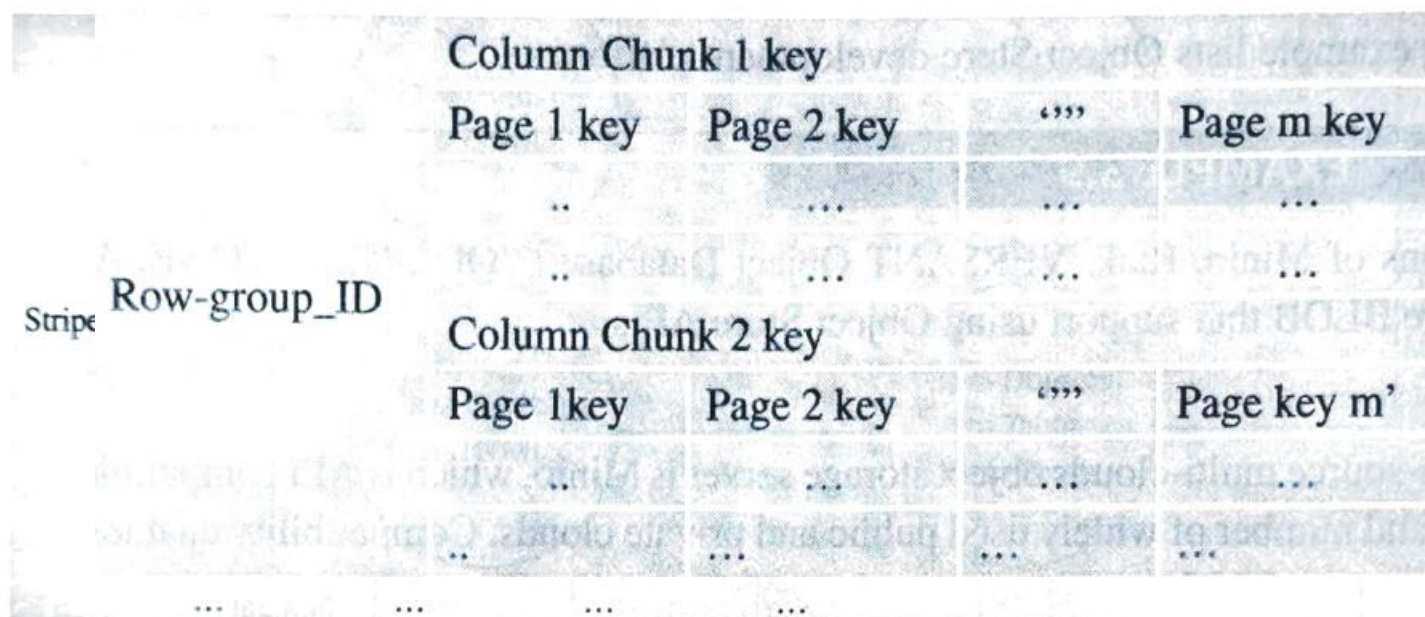 Column Chunk 1 key
Page 1 key Page 2 key ‘””’ Page m key
.. ... ... ...
.. ... ... ...
Stripe Row-group_ID
Column Chunk 2 key
Page 1key Page 2 key ‘””’ Page key m’
.. ... ... ...
.. ... ... ...
... ... ... ...